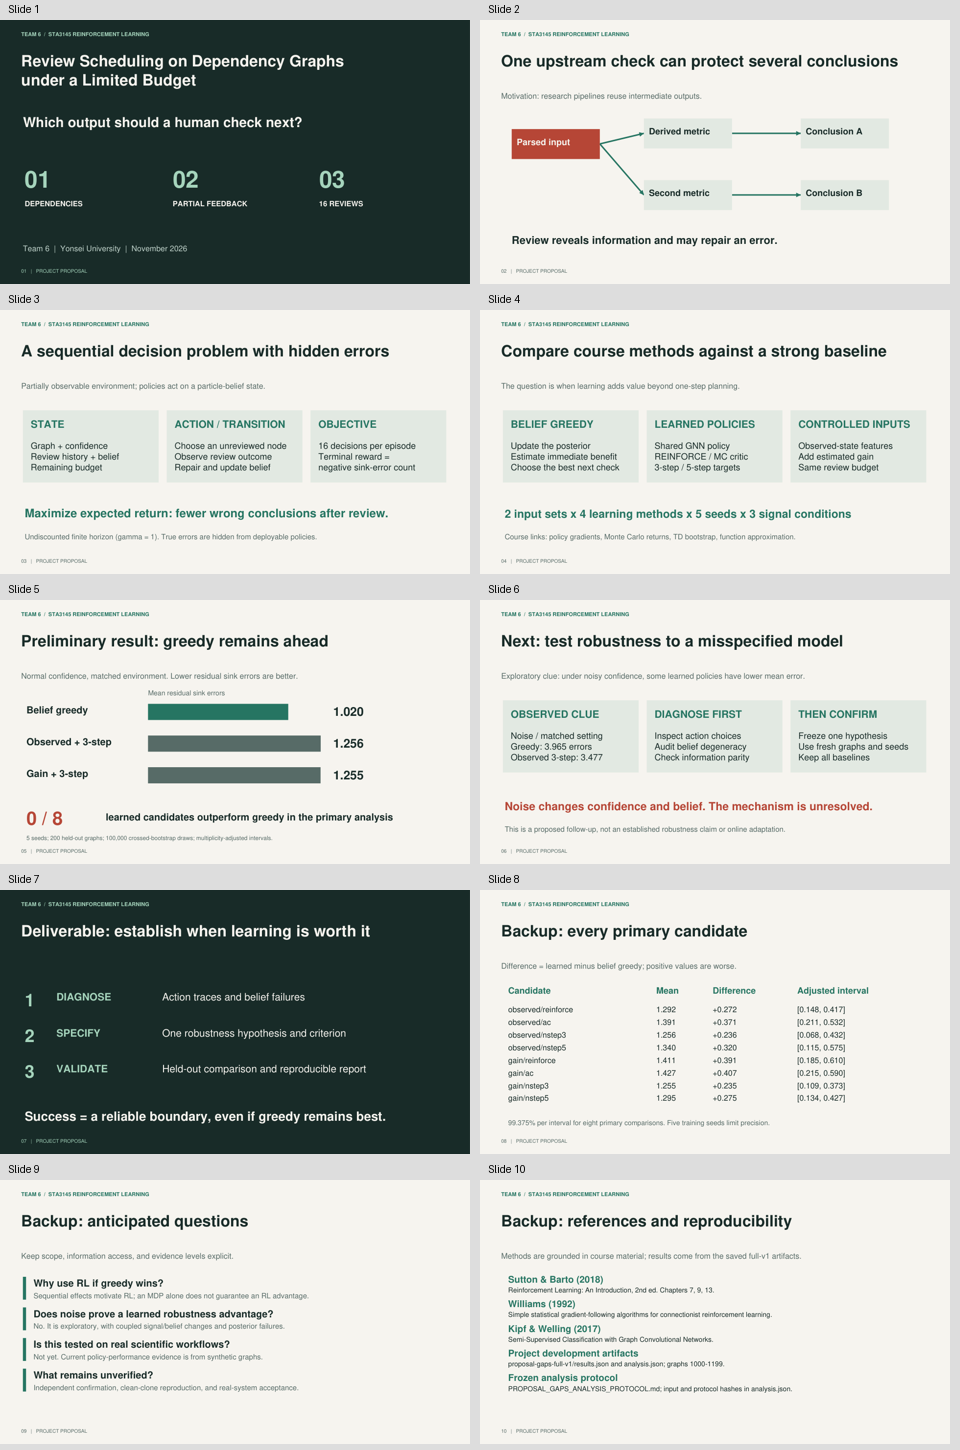 Slide 1
TEAM 6 / STA3145 REINFORCEMENT LEARNING
Review Scheduling on Dependency Graphs
under a Limited Budget
Which output should a human check next?
01 02 03
DEPENDENCIES PARTIAL FEEDBACK 16 REVIEWS
Team 6 | Yonsei University | November 2026
01 | PROJECT PROPOSAL
Slide 2
TEAM 6 / STA3145 REINFORCEMENT LEARNING
One upstream check can protect several conclusions
Motivation: research pipelines reuse intermediate outputs.
Parsed input
Derived metric
Conclusion A
Second metric
Conclusion B
Review reveals information and may repair an error.
02 | PROJECT PROPOSAL
Slide 3
TEAM 6 / STA3145 REINFORCEMENT LEARNING
A sequential decision problem with hidden errors
Partially observable environment; policies act on a particle-belief state.
STATE
Graph + confidence
Review history + belief
Remaining budget
ACTION / TRANSITION
Choose an unreviewed node
Observe review outcome
Repair and update belief
OBJECTIVE
16 decisions per episode
Terminal reward =
negative sink-error count
Maximize expected return: fewer wrong conclusions after review.
Undiscounted finite horizon (gamma = 1). True errors are hidden from deployable policies.
03 | PROJECT PROPOSAL
Slide 4
TEAM 6 / STA3145 REINFORCEMENT LEARNING
Compare course methods against a strong baseline
The question is when learning adds value beyond one-step planning.
BELIEF GREEDY
Update the posterior
Estimate immediate benefit
Choose the best next check
LEARNED POLICIES
Shared GNN policy
REINFORCE / MC critic
3-step / 5-step targets
CONTROLLED INPUTS
Observed-state features
Add estimated gain
Same review budget
2 input sets x 4 learning methods x 5 seeds x 3 signal conditions
Course links: policy gradients, Monte Carlo returns, TD bootstrap, function approximation.
04 | PROJECT PROPOSAL
Slide 5
TEAM 6 / STA3145 REINFORCEMENT LEARNING
Preliminary result: greedy remains ahead
Normal confidence, matched environment. Lower residual sink errors are better.
Mean residual sink errors
Belief greedy 1.020
Observed + 3-step 1.256
Gain + 3-step 1.255
0 / 8 learned candidates outperform greedy in the primary analysis
5 seeds; 200 held-out graphs; 100,000 crossed-bootstrap draws; multiplicity-adjusted intervals.
05 | PROJECT PROPOSAL
Slide 6
TEAM 6 / STA3145 REINFORCEMENT LEARNING
Next: test robustness to a misspecified model
Exploratory clue: under noisy confidence, some learned policies have lower mean error.
OBSERVED CLUE
Noise / matched setting
Greedy: 3.965 errors
Observed 3-step: 3.477
DIAGNOSE FIRST
Inspect action choices
Audit belief degeneracy
Check information parity
THEN CONFIRM
Freeze one hypothesis
Use fresh graphs and seeds
Keep all baselines
Noise changes confidence and belief. The mechanism is unresolved.
This is a proposed follow-up, not an established robustness claim or online adaptation.
06 | PROJECT PROPOSAL
Slide 7
TEAM 6 / STA3145 REINFORCEMENT LEARNING
Deliverable: establish when learning is worth it
1 DIAGNOSE Action traces and belief failures
2 SPECIFY One robustness hypothesis and criterion
3 VALIDATE Held-out comparison and reproducible report
Success = a reliable boundary, even if greedy remains best.
07 | PROJECT PROPOSAL
Slide 8
TEAM 6 / STA3145 REINFORCEMENT LEARNING
Backup: every primary candidate
Difference = learned minus belief greedy; positive values are worse.
Candidate Mean Difference Adjusted interval
observed/reinforce 1.292 +0.272 [0.148, 0.417]
observed/ac 1.391 +0.371 [0.211, 0.532]
observed/nstep3 1.256 +0.236 [0.068, 0.432]
observed/nstep5 1.340 +0.320 [0.115, 0.575]
gain/reinforce 1.411 +0.391 [0.185, 0.610]
gain/ac 1.427 +0.407 [0.215, 0.590]
gain/nstep3 1.255 +0.235 [0.109, 0.373]
gain/nstep5 1.295 +0.275 [0.134, 0.427]
99.375% per interval for eight primary comparisons. Five training seeds limit precision.
08 | PROJECT PROPOSAL
Slide 9
TEAM 6 / STA3145 REINFORCEMENT LEARNING
Backup: anticipated questions
Keep scope, information access, and evidence levels explicit.
Why use RL if greedy wins?
Sequential effects motivate RL; an MDP alone does not guarantee an RL advantage.
Does noise prove a learned robustness advantage?
No. It is exploratory, with coupled signal/belief changes and posterior failures.
Is this tested on real scientific workflows?
Not yet. Current policy-performance evidence is from synthetic graphs.
What remains unverified?
Independent confirmation, clean-clone reproduction, and real-system acceptance.
09 | PROJECT PROPOSAL
Slide 10
TEAM 6 / STA3145 REINFORCEMENT LEARNING
Backup: references and reproducibility
Methods are grounded in course material; results come from the saved full-v1 artifacts.
Sutton & Barto (2018)
Reinforcement Learning: An Introduction, 2nd ed. Chapters 7, 9, 13.
Williams (1992)
Simple statistical gradient-following algorithms for connectionist reinforcement learning.
Kipf & Welling (2017)
Semi-Supervised Classification with Graph Convolutional Networks.
Project development artifacts
proposal-gaps-full-v1/results.json and analysis.json; graphs 1000-1199.
Frozen analysis protocol
PROPOSAL_GAPS_ANALYSIS_PROTOCOL.md; input and protocol hashes in analysis.json.
10 | PROJECT PROPOSAL